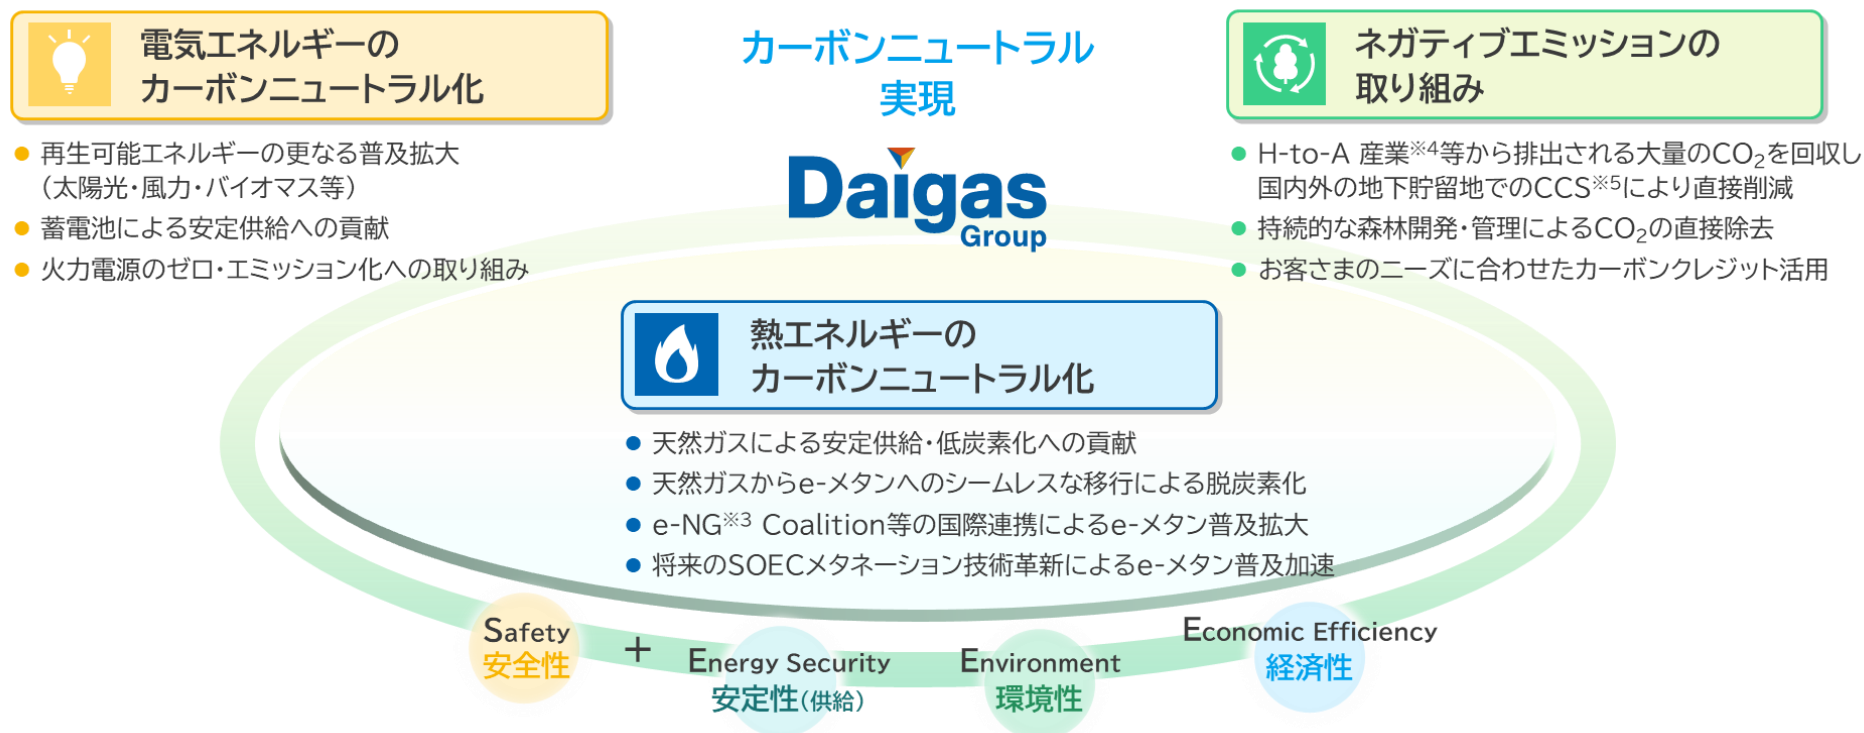 電気エネルギーの
カーボンニュートラル化
再生可能エネルギーの更なる普及拡大
（太陽光・風力・バイオマス等）
蓄電池による安定供給への貢献
火力電源のゼロ・エミッション化への取り組み
カーボンニュートラル
実現
Daigas
Group
ネガティブエミッションの
取り組み
H-to-A 産業※4等から排出される大量のCO₂を回収し
国内外の地下貯留地でのCCS※5により直接削減
持続的な森林開発・管理によるCO₂の直接除去
お客さまのニーズに合わせたカーボンクレジット活用
熱エネルギーの
カーボンニュートラル化
天然ガスによる安定供給・低炭素化への貢献
天然ガスからe-メタンへのシームレスな移行による脱炭素化
e-NG※3 Coalition等の国際連携によるe-メタン普及拡大
将来のSOECメタネーション技術革新によるe-メタン普及加速
Safety
安全性
+
Energy Security
安定性（供給）
Environment
環境性
Economic Efficiency
経済性